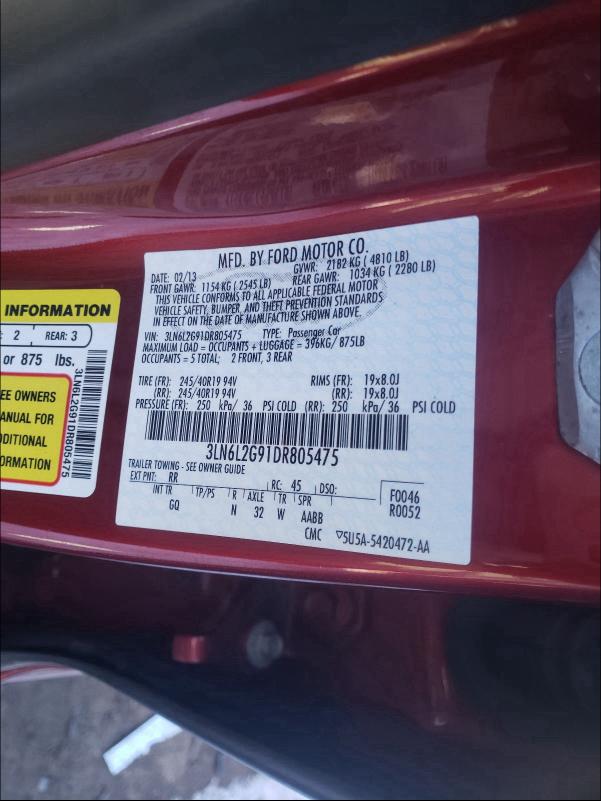 MFD. BY FORD MOTOR CO.
DATE: 02/13 GVWR: 2182 KG ( 4810 LB)
FRONT GAWR: 1154 KG ( 2545 LB) REAR GAWR: 1034 KG ( 2280 LB)
THIS VEHICLE CONFORMS TO ALL APPLICABLE FEDERAL MOTOR
VEHICLE SAFETY, BUMPER, AND THEFT PREVENTION STANDARDS
IN EFFECT ON THE DATE OF MANUFACTURE SHOWN ABOVE.
VIN: 3LN6L2G91DR805475 TYPE: Passenger Car
MAXIMUM LOAD = OCCUPANTS + LUGGAGE = 396KG/ 875LB
OCCUPANTS = 5 TOTAL; 2 FRONT, 3 REAR
TIRE (FR): 245/40R19 94V RIMS (FR): 19x8.0J
(RR): 245/40R19 94V (RR): 19x8.0J
PRESSURE (FR): 250 kPa/ 36 PSI COLD (RR): 250 kPa/ 36 PSI COLD
3LN6L2G91DR805475
TRAILER TOWING - SEE OWNER GUIDE
EXT PNT: RR RC: 45 DSO: F0046
INT TR TP/PS R AXLE TR SPR R0052
GQ N 32 W AABB
CMC ▽SU5A-5420472-AA
INFORMATION
: 2 REAR: 3
or 875 lbs.
EE OWNERS
ANUAL FOR
DDITIONAL
FORMATION
3LN6L2G91DR805475